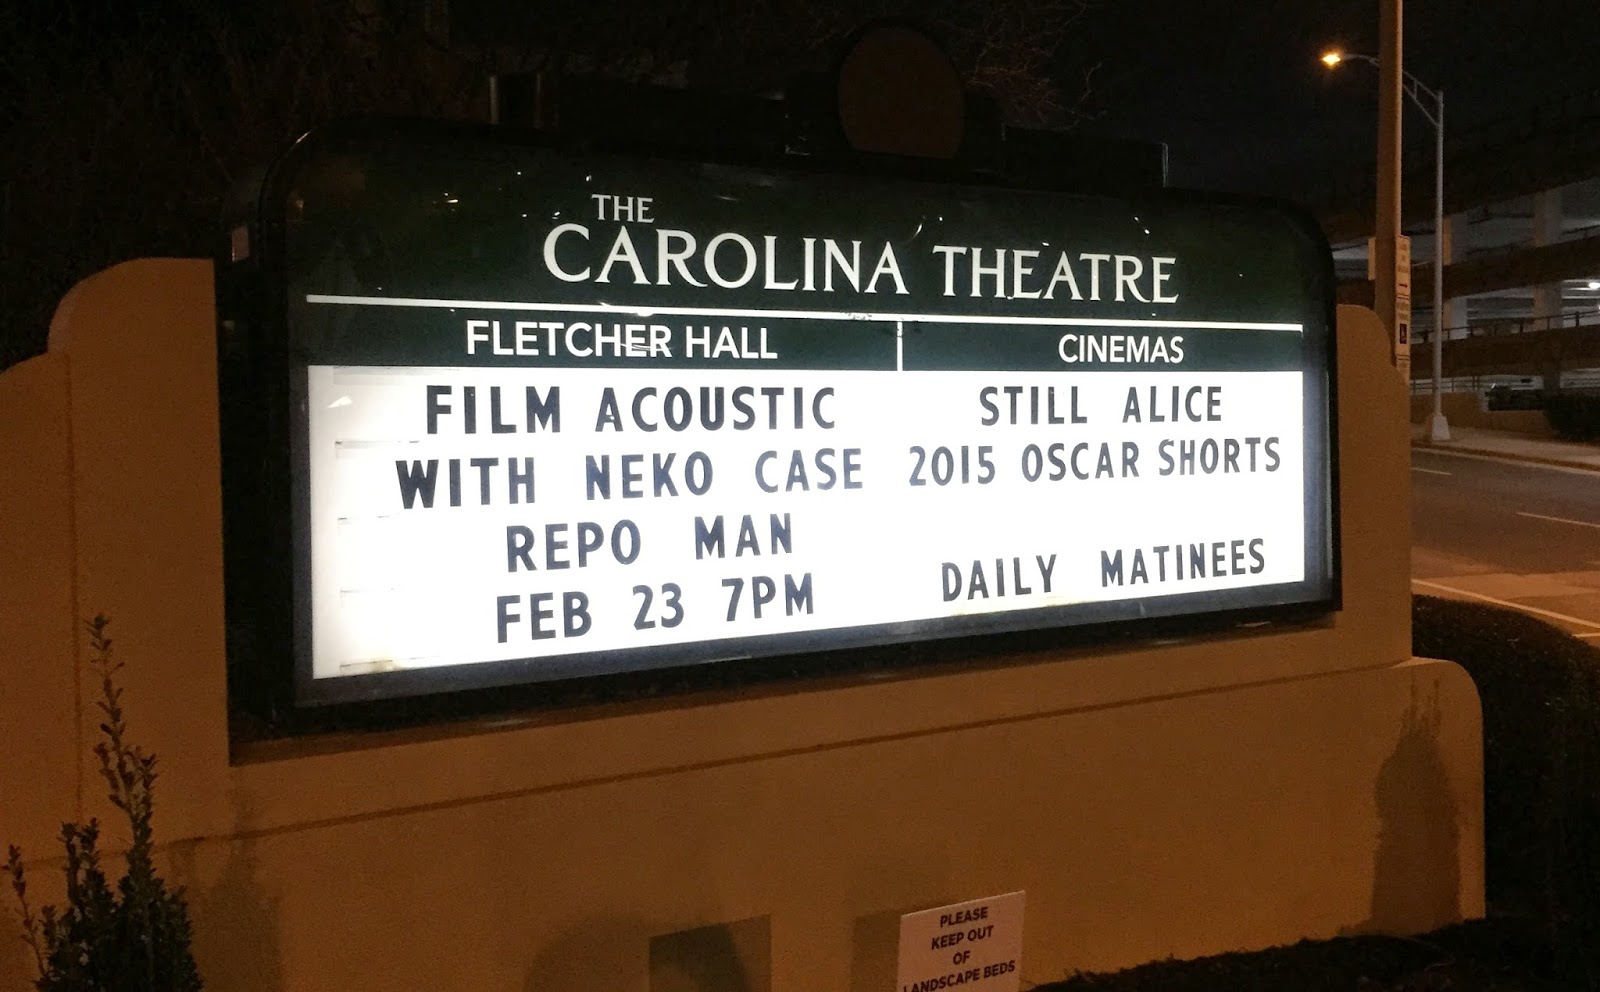 THE
CAROLINA THEATRE
FLETCHER HALL
FILM ACOUSTIC
WITH NEKO CASE
REPO MAN
FEB 23 7PM
CINEMAS
STILL ALICE
2015 OSCAR SHORTS
DAILY MATINEES
PLEASE
KEEP OUT
OF
LANDSCAPE BEDS